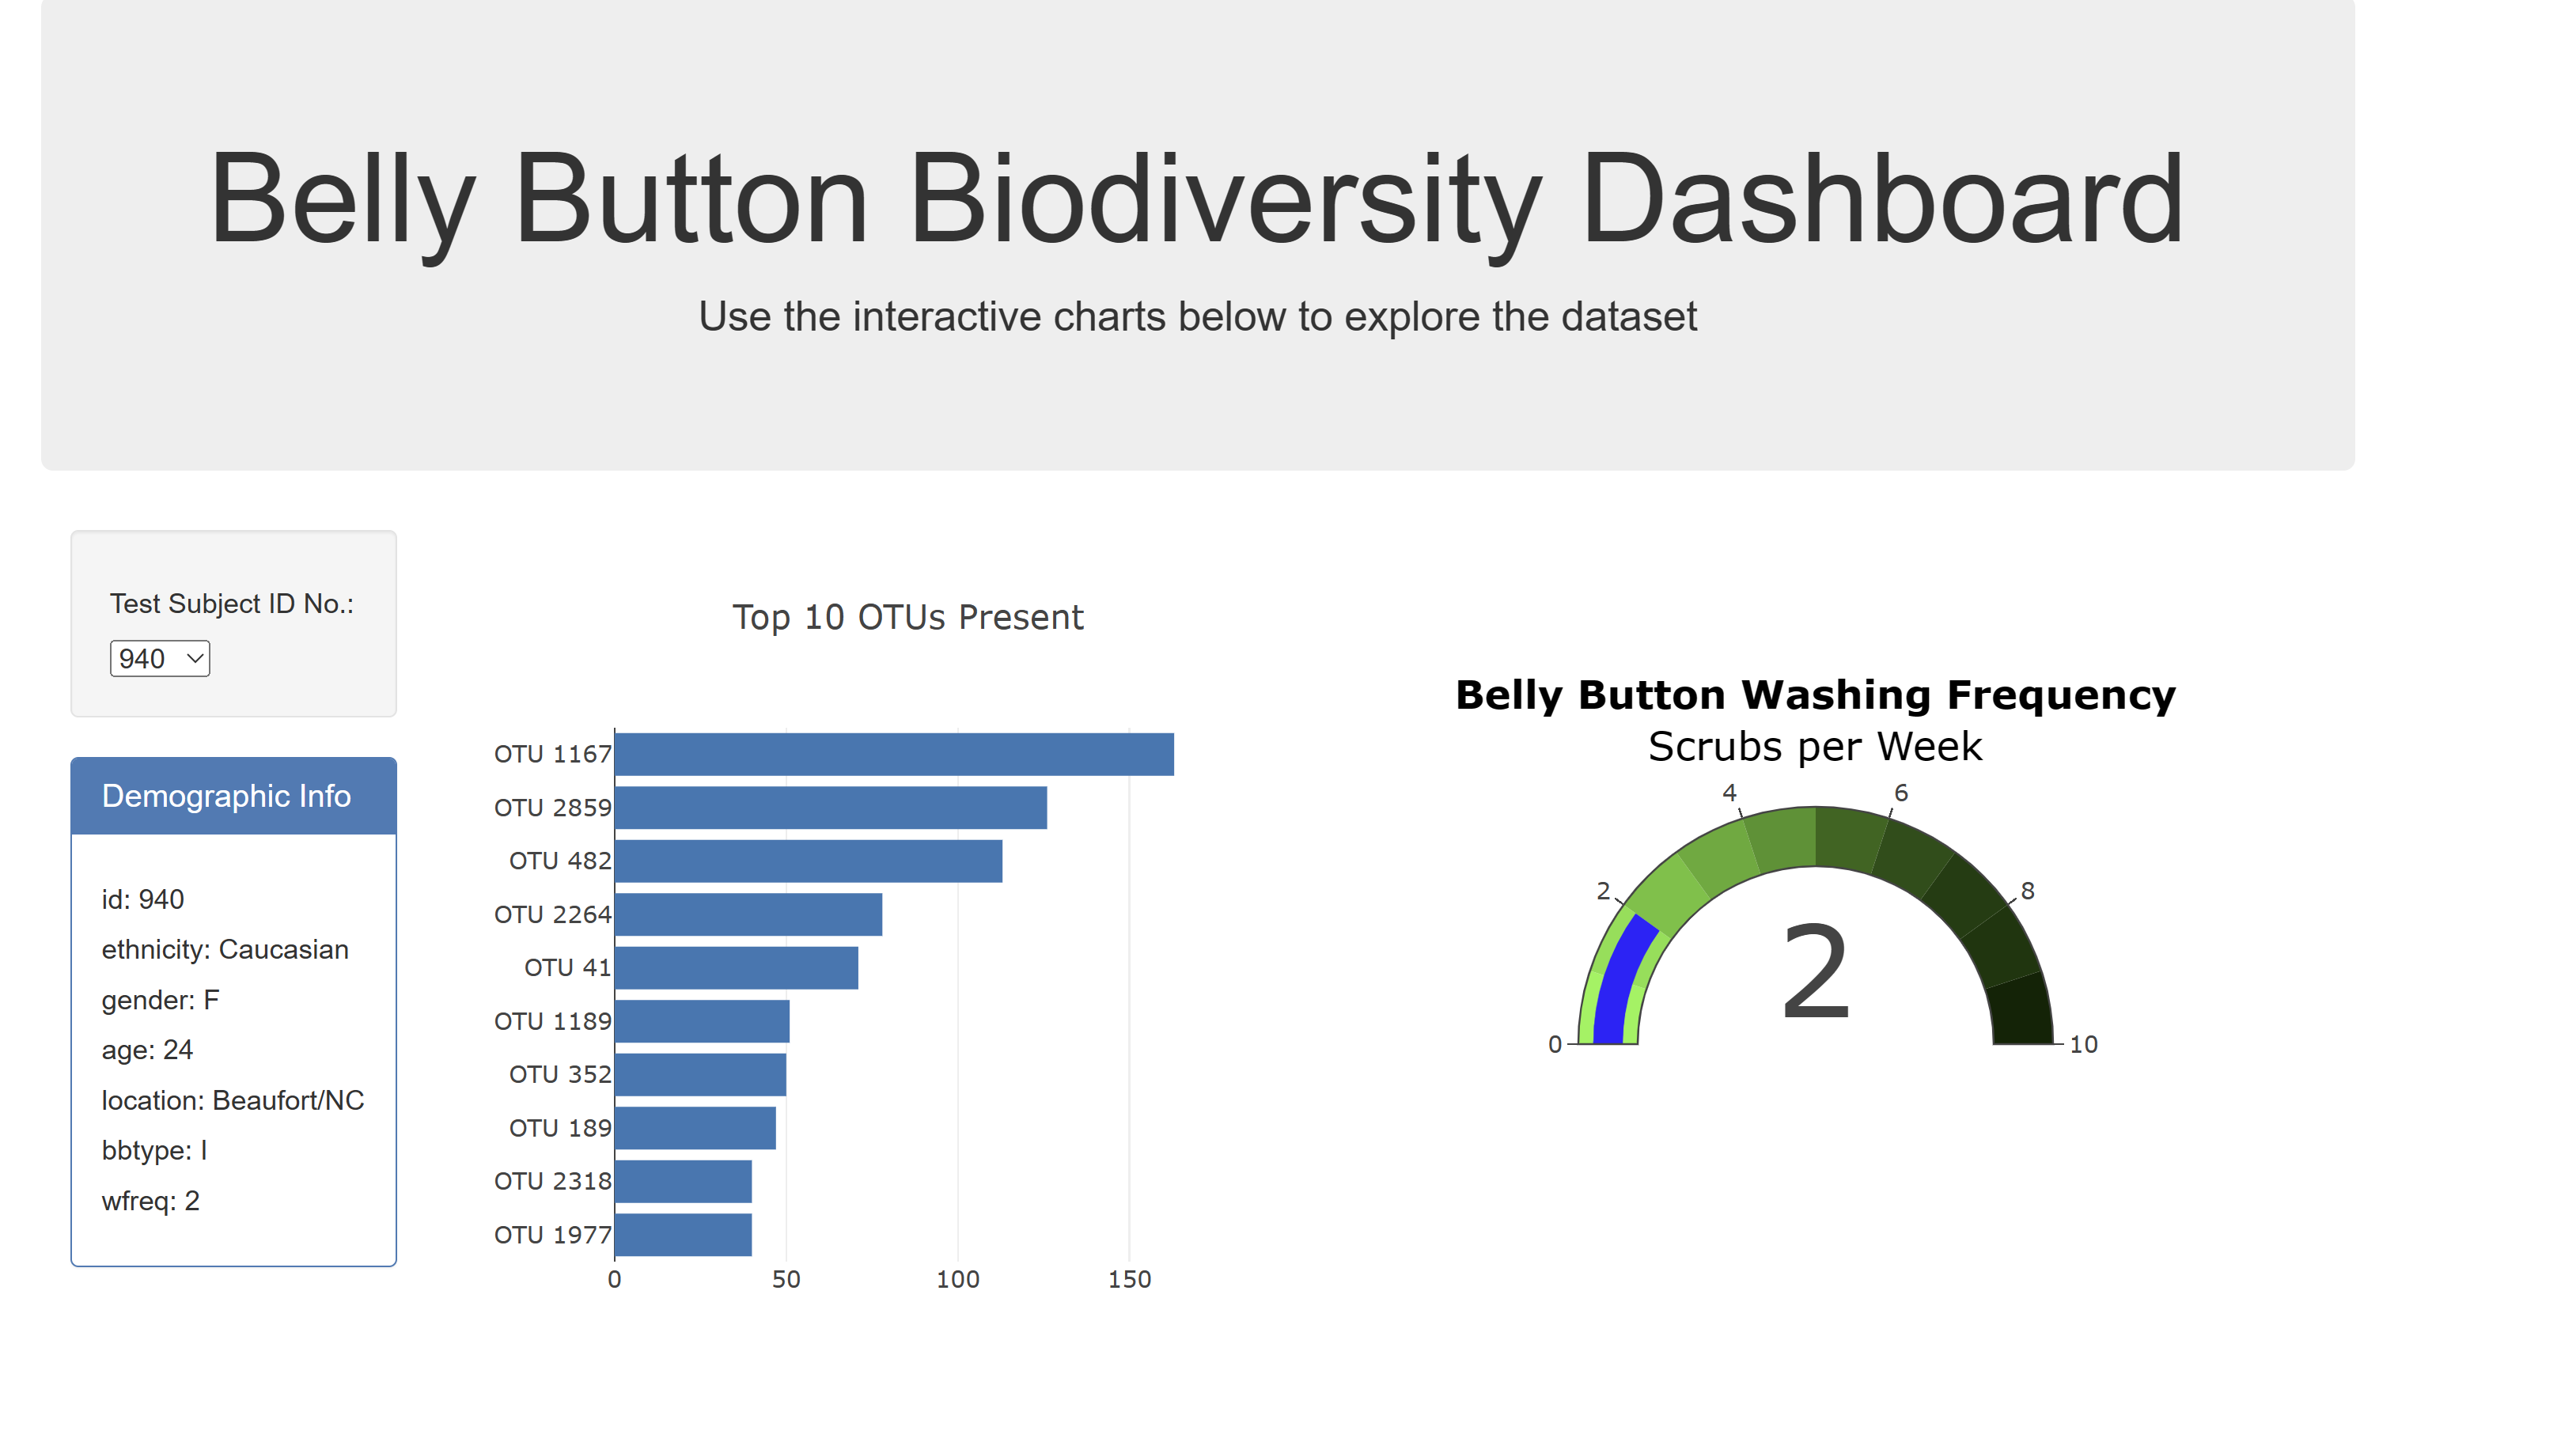 Belly Button Biodiversity Dashboard
Use the interactive charts below to explore the dataset
Test Subject ID No.:
940
Demographic Info
id: 940
ethnicity: Caucasian
gender: F
age: 24
location: Beaufort/NC
bbtype: I
wfreq: 2
Top 10 OTUs Present
OTU 1167
OTU 2859
OTU 482
OTU 2264
OTU 41
OTU 1189
OTU 352
OTU 189
OTU 2318
OTU 1977
0 50 100 150
Belly Button Washing Frequency
Scrubs per Week
4 6
2 8
2
0 10